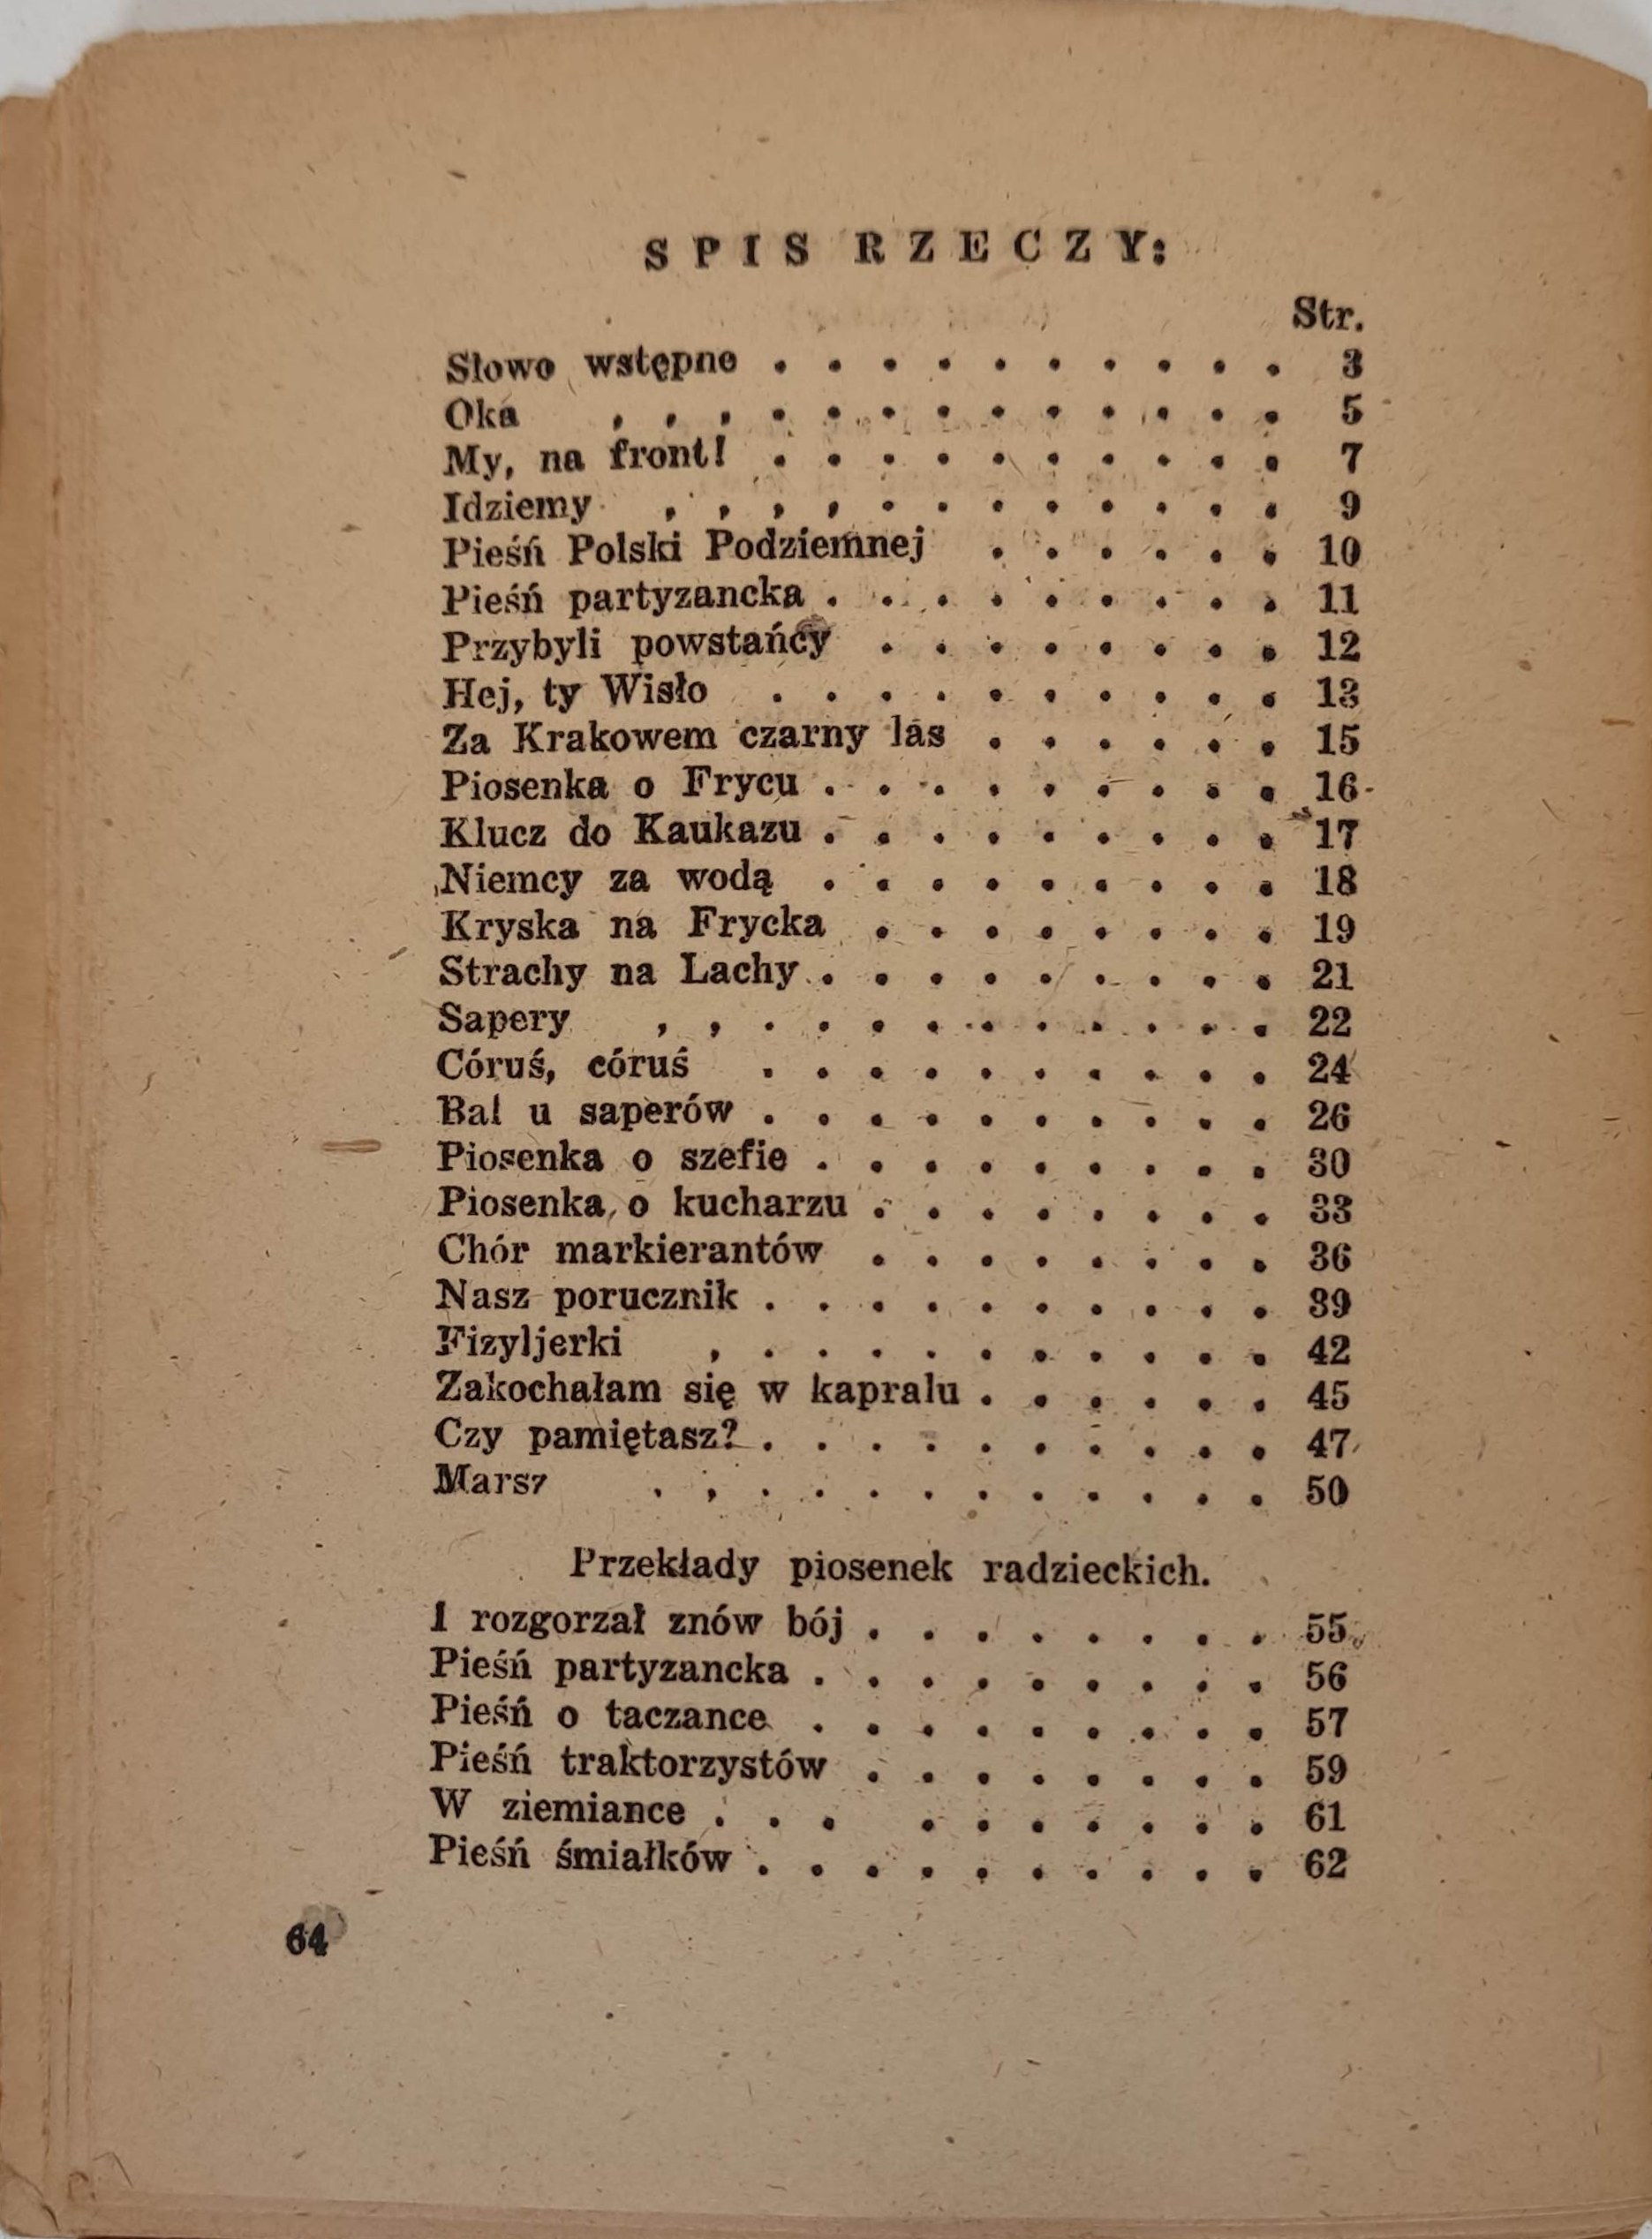 SPIS RZECZY:
Str.
Słowo wstępne . . . . . . . . . . 3
Oka , , , . . . . . . . . . . 5
My, na front! . . . . . . . . . . 7
Idziemy , , , , . . . . . . . . 9
Pieśń Polski Podziemnej . . . . . . 10
Pieśń partyzancka . . . . . . . . . 11
Przybyli powstańcy . . . . . . . . 12
Hej, ty Wisło . . . . . . . . . . 13
Za Krakowem czarny las . . . . . . 15
Piosenka o Frycu . . . . . . . . . 16
Klucz do Kaukazu . . . . . . . . . 17
Niemcy za wodą . . . . . . . . . 18
Kryska na Frycka . . . . . . . . 19
Strachy na Lachy . . . . . . . . . 21
Sapery , , . . . . . . . . . . 22
Córuś, córuś . . . . . . . . . . 24
Bal u saperów . . . . . . . . . . 26
Piosenka o szefie . . . . . . . . . 30
Piosenka o kucharzu . . . . . . . . 33
Chór markierantów . . . . . . . . 36
Nasz porucznik . . . . . . . . . . 39
Fizyljerki , . . . . . . . . . . 42
Zakochałam się w kapralu . . . . . . 45
Czy pamiętasz? . . . . . . . . . . 47
Marsz . , . . . . . . . . . . 50
Przekłady piosenek radzieckich.
I rozgorzał znów bój . . . . . . . . 55
Pieśń partyzancka . . . . . . . . . 56
Pieśń o taczance . . . . . . . . . 57
Pieśń traktorzystów . . . . . . . . 59
W ziemiance . . . . . . . . . . 61
Pieśń śmiałków . . . . . . . . . . 62
64